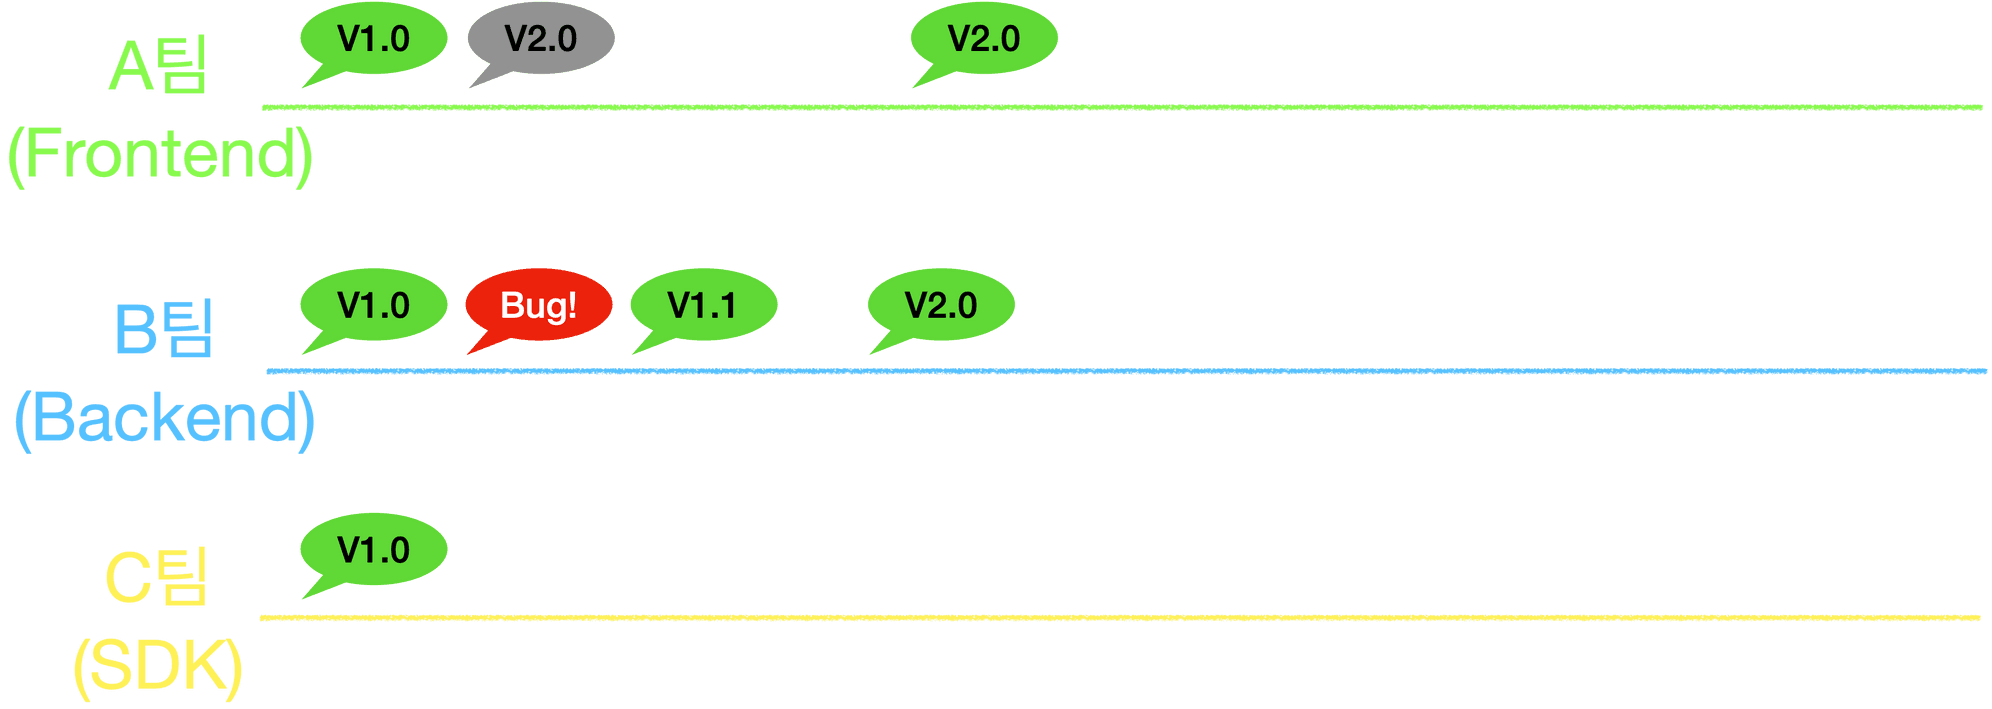 A팀
(Frontend)
V1.0
V2.0
V2.0
B팀
(Backend)
V1.0
Bug!
V1.1
V2.0
C팀
(SDK)
V1.0